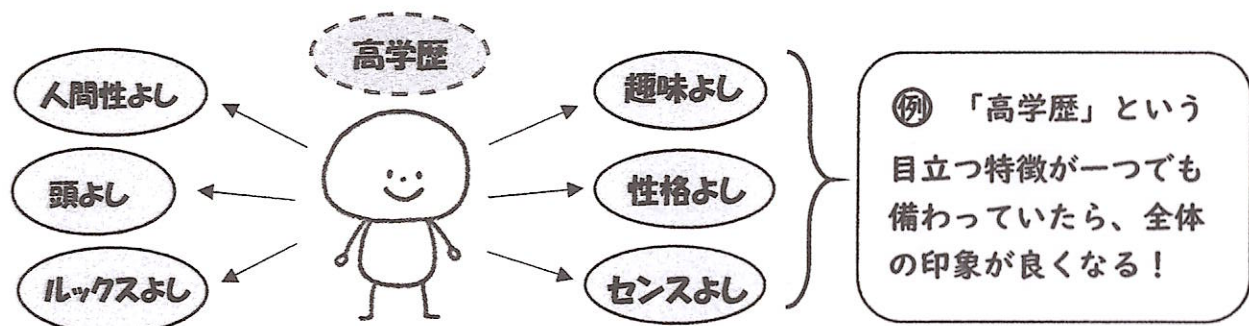 高学歴
人間性よし
頭よし
ルックスよし
趣味よし
性格よし
センスよし
例 「高学歴」という
目立つ特徴が一つでも
備わっていたら、全体
の印象が良くなる！